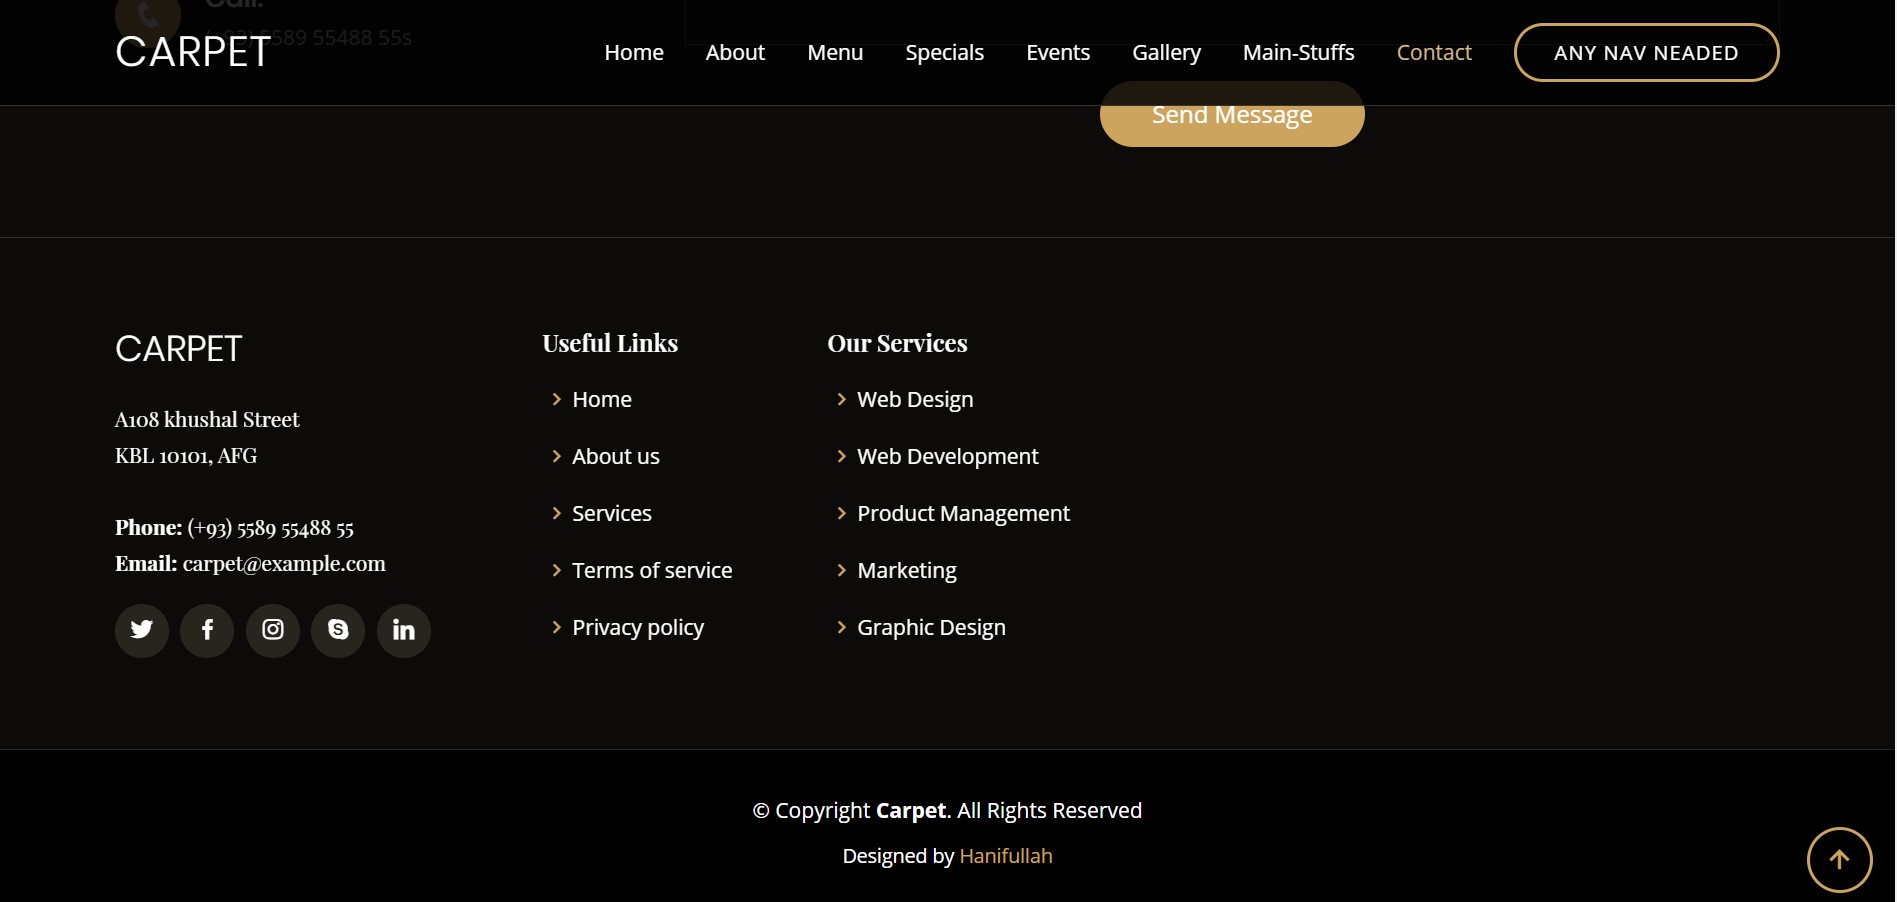 Call:
(+93) 5589 55488 55s
CARPET
Home About Menu Specials Events Gallery Main-Stuffs Contact ANY NAV NEADED
Send Message
CARPET
A108 khushal Street
KBL 10101, AFG
Phone: (+93) 5589 55488 55
Email: carpet@example.com
Useful Links
Home
About us
Services
Terms of service
Privacy policy
Our Services
Web Design
Web Development
Product Management
Marketing
Graphic Design
© Copyright Carpet. All Rights Reserved
Designed by Hanifullah